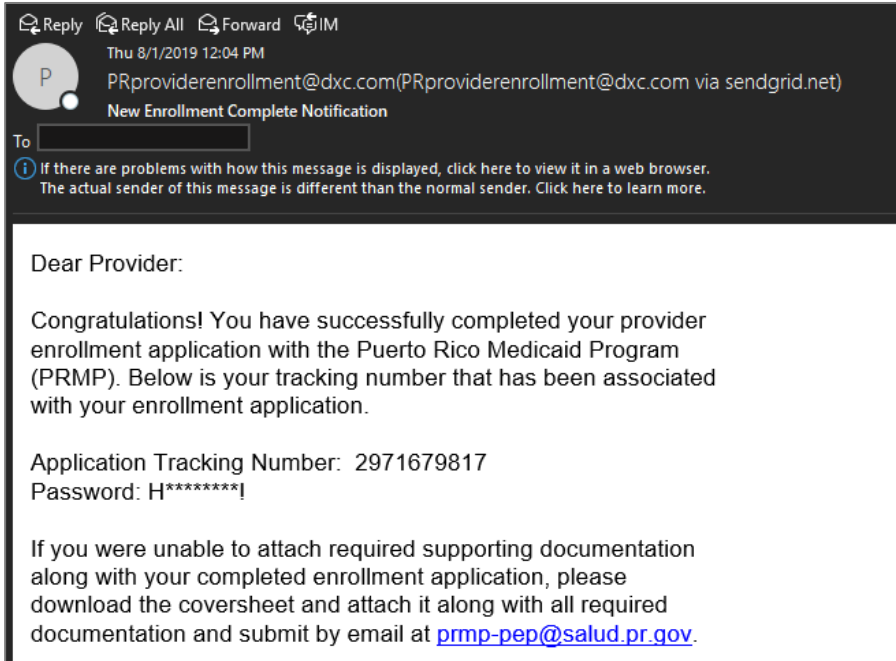 Reply Reply All Forward IM
Thu 8/1/2019 12:04 PM
P
PRproviderenrollment@dxc.com(PRproviderenrollment@dxc.com via sendgrid.net)
New Enrollment Complete Notification
To
If there are problems with how this message is displayed, click here to view it in a web browser.
The actual sender of this message is different than the normal sender. Click here to learn more.
Dear Provider:
Congratulations! You have successfully completed your provider
enrollment application with the Puerto Rico Medicaid Program
(PRMP). Below is your tracking number that has been associated
with your enrollment application.
Application Tracking Number:  2971679817
Password: H********!
If you were unable to attach required supporting documentation
along with your completed enrollment application, please
download the coversheet and attach it along with all required
documentation and submit by email at prmp-pep@salud.pr.gov.